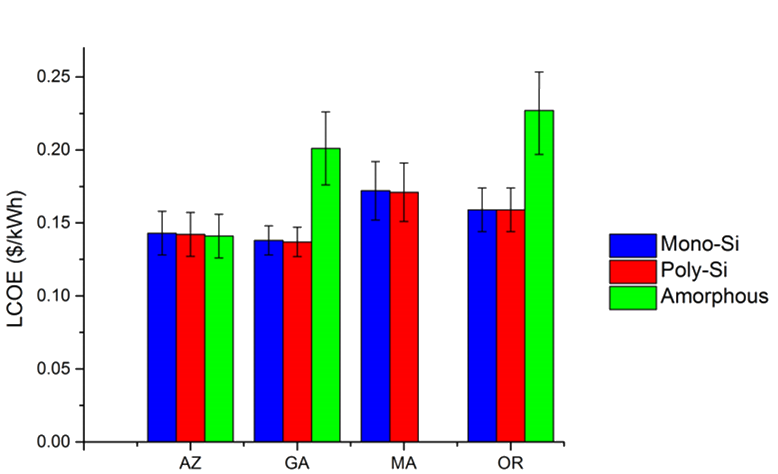 LCOE ($/kWh)
0.25
0.20
0.15
0.10
0.05
0.00
AZ GA MA OR
Mono-Si
Poly-Si
Amorphous